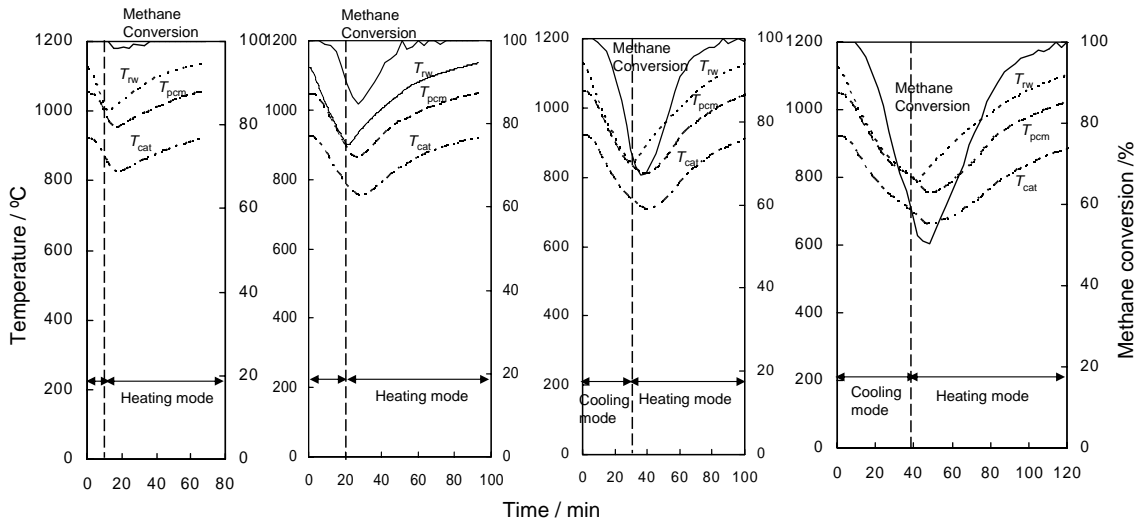 Methane
Conversion
Methane
Conversion
Methane
Conversion
Methane
Conversion
1200
1000
800
600
400
200
0
100
80
60
40
20
0
T_rw
T_pcm
T_cat
Heating mode
0 20 40 60 80
1200
1000
800
600
400
200
0
100
80
60
40
20
0
T_rw
T_pcm
T_cat
Heating mode
0 20 40 60 80 100
1200
1000
800
600
400
200
0
100
80
60
40
20
0
T_rw
T_pcm
T_cat
Cooling
mode
Heating mode
0 20 40 60 80 100
1200
1000
800
600
400
200
0
100
80
60
40
20
0
T_rw
T_pcm
T_cat
Cooling
mode
Heating mode
0 20 40 60 80 100 120
Temperature / ºC
Methane conversion /%
Time / min